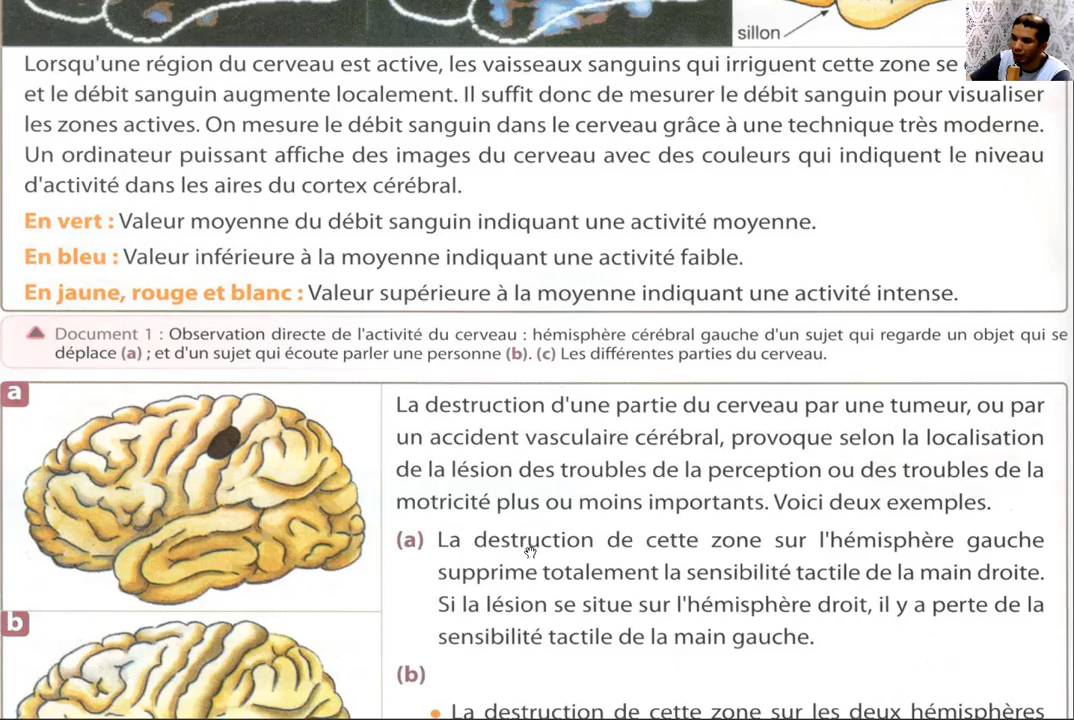 sillon
Lorsqu'une région du cerveau est active, les vaisseaux sanguins qui irriguent cette zone se
et le débit sanguin augmente localement. Il suffit donc de mesurer le débit sanguin pour visualiser
les zones actives. On mesure le débit sanguin dans le cerveau grâce à une technique très moderne.
Un ordinateur puissant affiche des images du cerveau avec des couleurs qui indiquent le niveau
d'activité dans les aires du cortex cérébral.
En vert : Valeur moyenne du débit sanguin indiquant une activité moyenne.
En bleu : Valeur inférieure à la moyenne indiquant une activité faible.
En jaune, rouge et blanc : Valeur supérieure à la moyenne indiquant une activité intense.
Document 1 : Observation directe de l'activité du cerveau : hémisphère cérébral gauche d'un sujet qui regarde un objet qui se
déplace (a) ; et d'un sujet qui écoute parler une personne (b). (c) Les différentes parties du cerveau.
a
La destruction d'une partie du cerveau par une tumeur, ou par
un accident vasculaire cérébral, provoque selon la localisation
de la lésion des troubles de la perception ou des troubles de la
motricité plus ou moins importants. Voici deux exemples.
(a) La destruction de cette zone sur l'hémisphère gauche
supprime totalement la sensibilité tactile de la main droite.
Si la lésion se situe sur l'hémisphère droit, il y a perte de la
sensibilité tactile de la main gauche.
b
(b)
• La destruction de cette zone sur les deux hémisphères